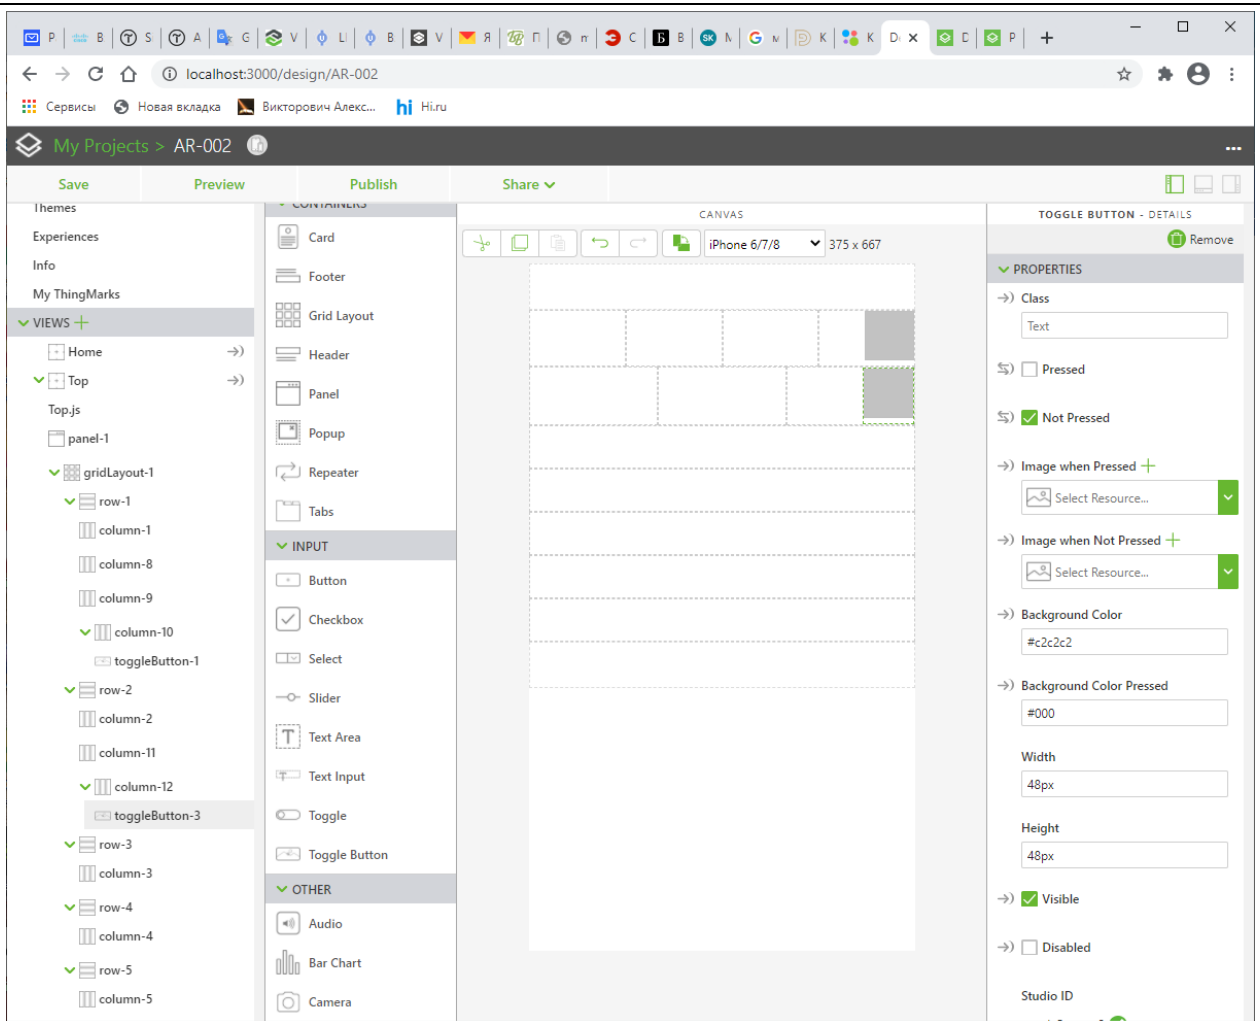 P B S A G V Ц В V Я П п С В N G M K K D Г P
localhost:3000/design/AR-002
Сервисы Новая вкладка Викторович Алекс... hi Hi.ru
My Projects > AR-002
Save Preview Publish Share
Themes
Experiences
Info
My ThingMarks
VIEWS
Home
Top
Top.js
panel-1
gridLayout-1
row-1
column-1
column-8
column-9
column-10
toggleButton-1
row-2
column-2
column-11
column-12
toggleButton-3
row-3
column-3
row-4
column-4
row-5
column-5
CONTAINERS
Card
Footer
Grid Layout
Header
Panel
Popup
Repeater
Tabs
INPUT
Button
Checkbox
Select
Slider
Text Area
Text Input
Toggle
Toggle Button
OTHER
Audio
Bar Chart
Camera
CANVAS
iPhone 6/7/8 375 x 667
TOGGLE BUTTON - DETAILS
Remove
PROPERTIES
Class
Text
Pressed
Not Pressed
Image when Pressed
Select Resource...
Image when Not Pressed
Select Resource...
Background Color
#c2c2c2
Background Color Pressed
#000
Width
48px
Height
48px
Visible
Disabled
Studio ID